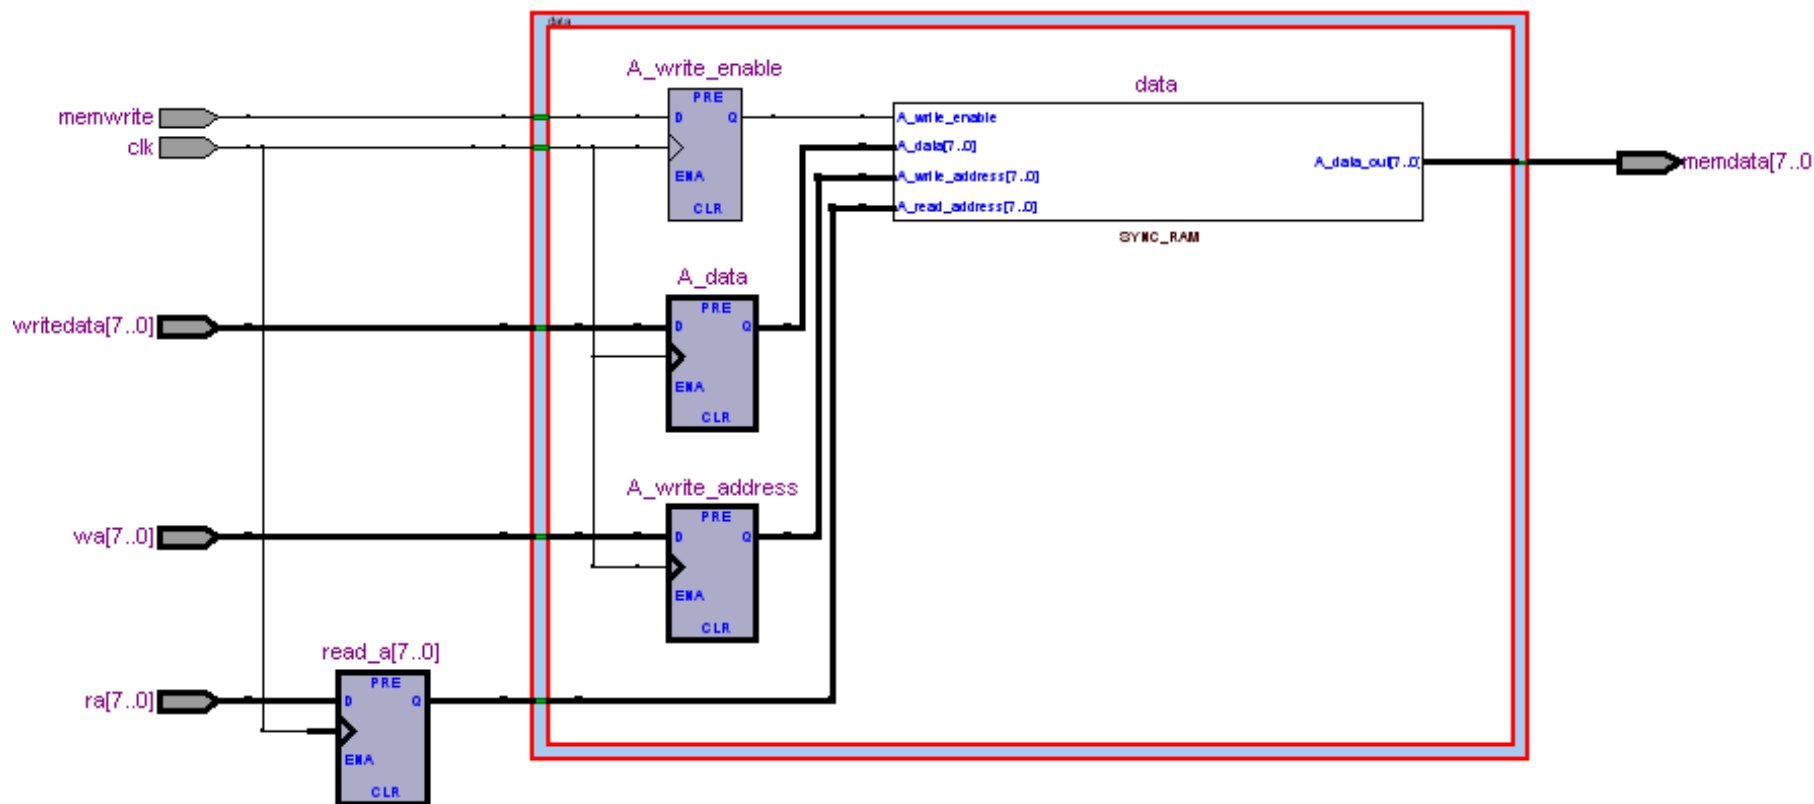 data
A_write_enable
data
memwrite
clk
PRE
D Q
ENA
CLR
A_write_enable
A_data[7..0]
A_write_address[7..0]
A_read_address[7..0]
A_data_out[7..0]
memdata[7..0
SYNC_RAM
A_data
writedata[7..0]
PRE
D Q
ENA
CLR
A_write_address
wa[7..0]
PRE
D Q
ENA
CLR
read_a[7..0]
ra[7..0]
PRE
D Q
ENA
CLR